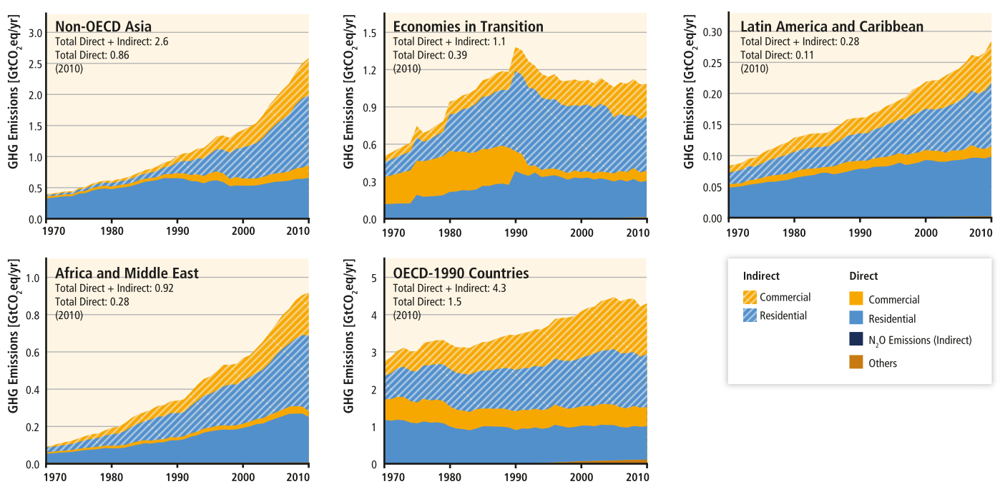 Non-OECD Asia
Total Direct + Indirect: 2.6
Total Direct: 0.86
(2010)
GHG Emissions [GtCO2eq/yr]
3.0
2.5
2.0
1.5
1.0
0.5
0.0
1970 1980 1990 2000 2010
Economies in Transition
Total Direct + Indirect: 1.1
Total Direct: 0.39
(2010)
GHG Emissions [GtCO2eq/yr]
1.5
1.2
0.9
0.6
0.3
0.0
1970 1980 1990 2000 2010
Latin America and Caribbean
Total Direct + Indirect: 0.28
Total Direct: 0.11
(2010)
GHG Emissions [GtCO2eq/yr]
0.30
0.25
0.20
0.15
0.10
0.05
0.00
1970 1980 1990 2000 2010
Africa and Middle East
Total Direct + Indirect: 0.92
Total Direct: 0.28
(2010)
GHG Emissions [GtCO2eq/yr]
1.0
0.8
0.6
0.4
0.2
0.0
1970 1980 1990 2000 2010
OECD-1990 Countries
Total Direct + Indirect: 4.3
Total Direct: 1.5
(2010)
GHG Emissions [GtCO2eq/yr]
5
4
3
2
1
0.0
1970 1980 1990 2000 2010
Indirect
Commercial
Residential
Direct
Commercial
Residential
N2O Emissions (Indirect)
Others